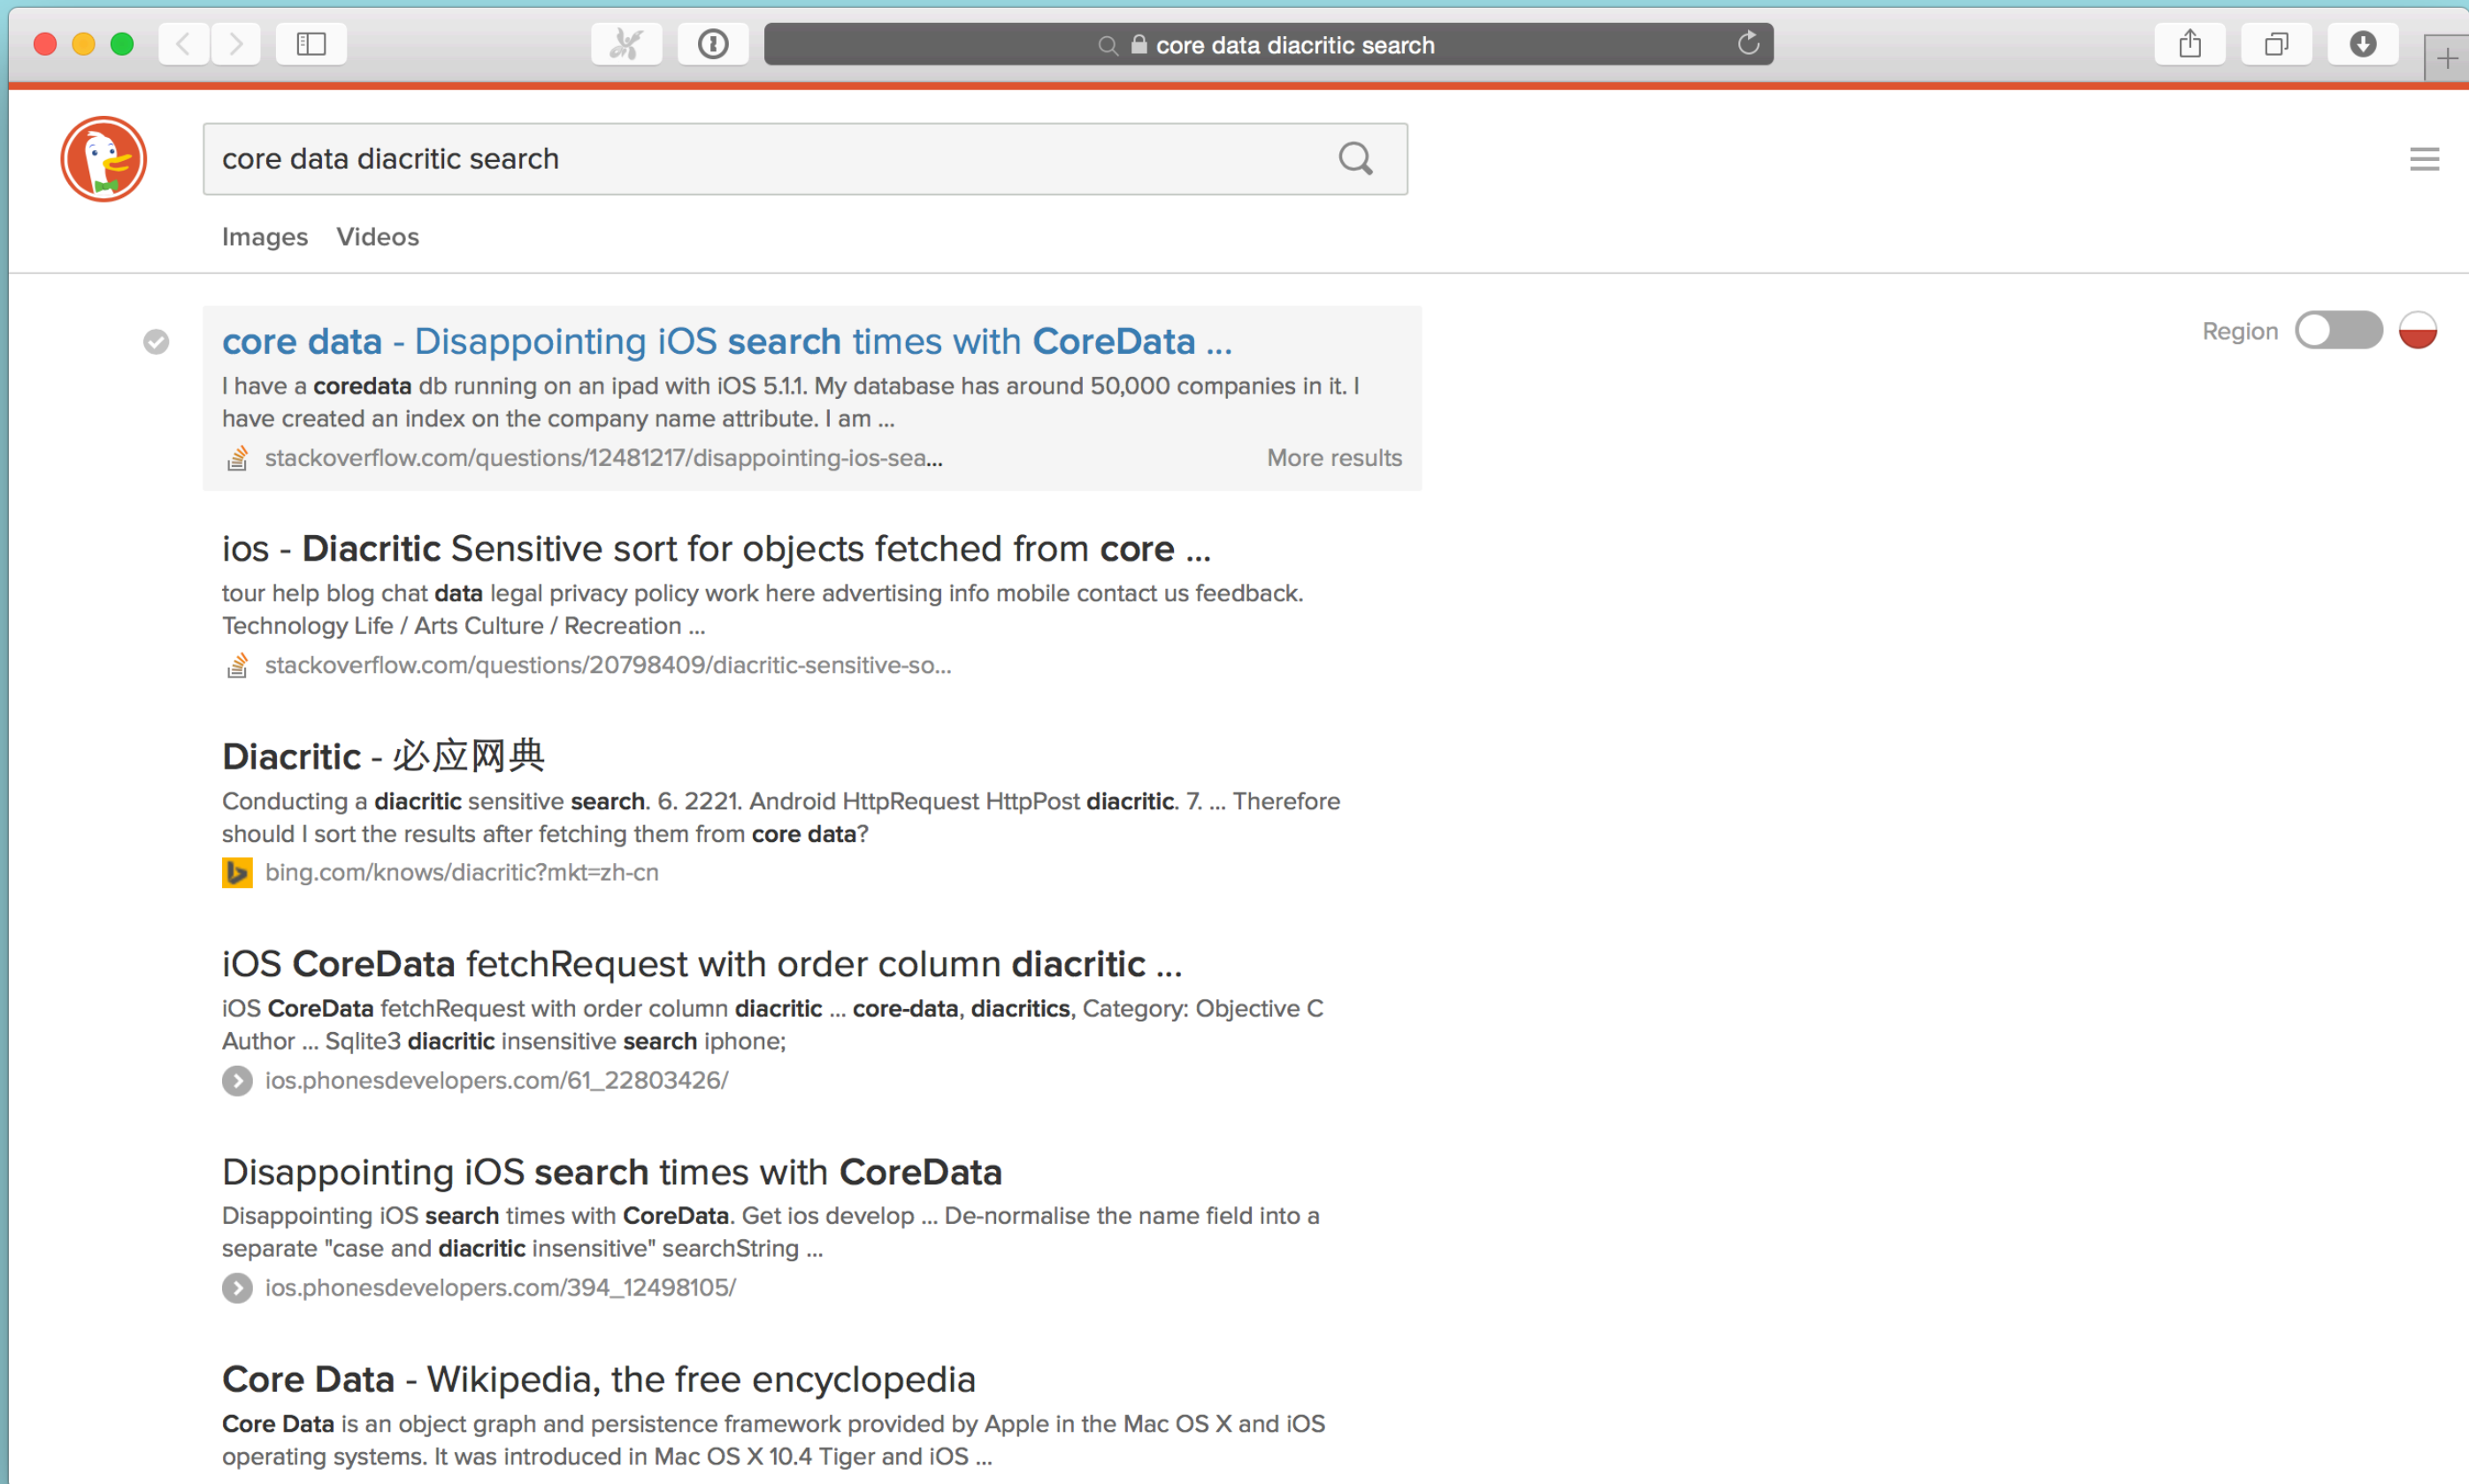 core data diacritic search
core data diacritic search
Images Videos
Region
core data - Disappointing iOS search times with CoreData ...
I have a coredata db running on an ipad with iOS 5.1.1. My database has around 50,000 companies in it. I
have created an index on the company name attribute. I am ...
stackoverflow.com/questions/12481217/disappointing-ios-sea...
More results
ios - Diacritic Sensitive sort for objects fetched from core ...
tour help blog chat data legal privacy policy work here advertising info mobile contact us feedback.
Technology Life / Arts Culture / Recreation ...
stackoverflow.com/questions/20798409/diacritic-sensitive-so...
Diacritic - 必应网典
Conducting a diacritic sensitive search. 6. 2221. Android HttpRequest HttpPost diacritic. 7. ... Therefore
should I sort the results after fetching them from core data?
bing.com/knows/diacritic?mkt=zh-cn
iOS CoreData fetchRequest with order column diacritic ...
iOS CoreData fetchRequest with order column diacritic ... core-data, diacritics, Category: Objective C
Author ... Sqlite3 diacritic insensitive search iphone;
ios.phonesdevelopers.com/61_22803426/
Disappointing iOS search times with CoreData
Disappointing iOS search times with CoreData. Get ios develop ... De-normalise the name field into a
separate "case and diacritic insensitive" searchString ...
ios.phonesdevelopers.com/394_12498105/
Core Data - Wikipedia, the free encyclopedia
Core Data is an object graph and persistence framework provided by Apple in the Mac OS X and iOS
operating systems. It was introduced in Mac OS X 10.4 Tiger and iOS ...